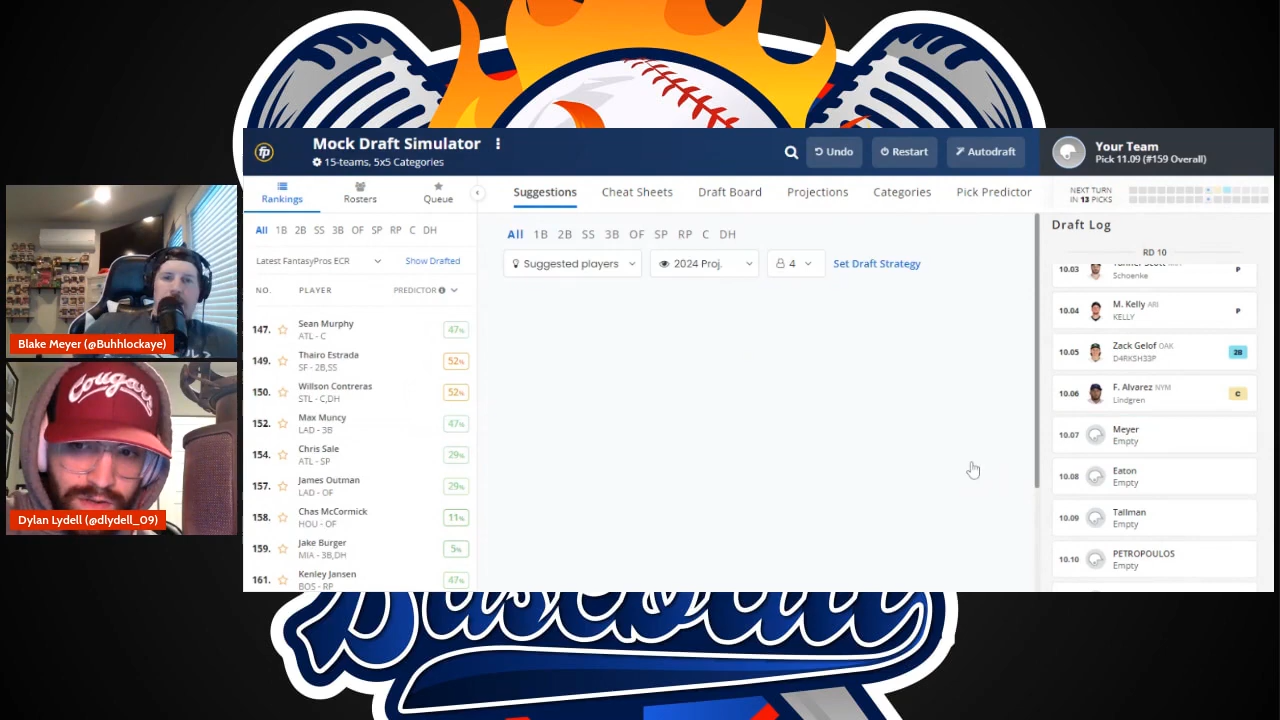 Mock Draft Simulator
15-teams, 5x5 Categories
Undo
Restart
Autodraft
Your Team
Pick 11.09 (#159 Overall)
Rankings
Rosters
Queue
Suggestions
Cheat Sheets
Draft Board
Projections
Categories
Pick Predictor
NEXT TURN
IN 13 PICKS
All 1B 2B SS 3B OF SP RP C DH
Latest FantasyPros ECR
Show Drafted
NO. PLAYER PREDICTOR
147. Sean Murphy 47%
ATL - C
149. Thairo Estrada 52%
SF - 2B,SS
150. Willson Contreras 52%
STL - C,DH
152. Max Muncy 47%
LAD - 3B
154. Chris Sale 29%
ATL - SP
157. James Outman 29%
LAD - OF
158. Chas McCormick 11%
HOU - OF
159. Jake Burger 5%
MIA - 3B,DH
161. Kenley Jansen 47%
BOS - RP
All 1B 2B SS 3B OF SP RP C DH
Suggested players
2024 Proj.
4
Set Draft Strategy
Draft Log
RD 10
10.03 P
Schoenke
10.04 M. Kelly ARI P
KELLY
10.05 Zack Gelof OAK 2B
D4RKSH33P
10.06 F. Alvarez NYM C
Lindgren
10.07 Meyer
Empty
10.08 Eaton
Empty
10.09 Tallman
Empty
10.10 PETROPOULOS
Empty
Blake Meyer (@Buhhlockaye)
Cougars
Dylan Lydell (@dlydell_09)
fp
Baseball